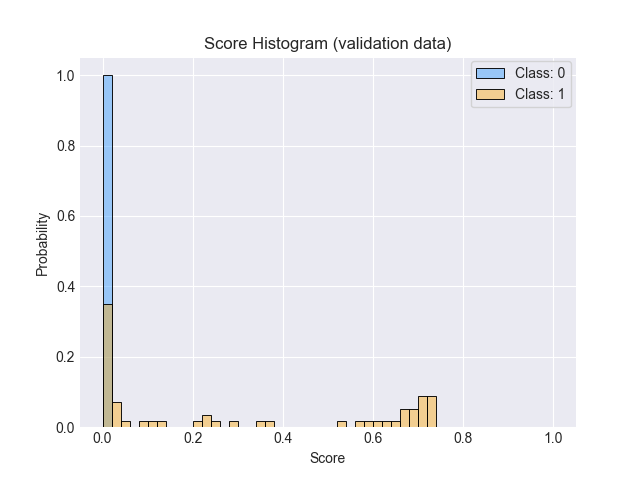 Score Histogram (validation data)
Class: 0
Class: 1
1.0
0.8
0.6
0.4
0.2
0.0
Probability
0.0 0.2 0.4 0.6 0.8 1.0
Score